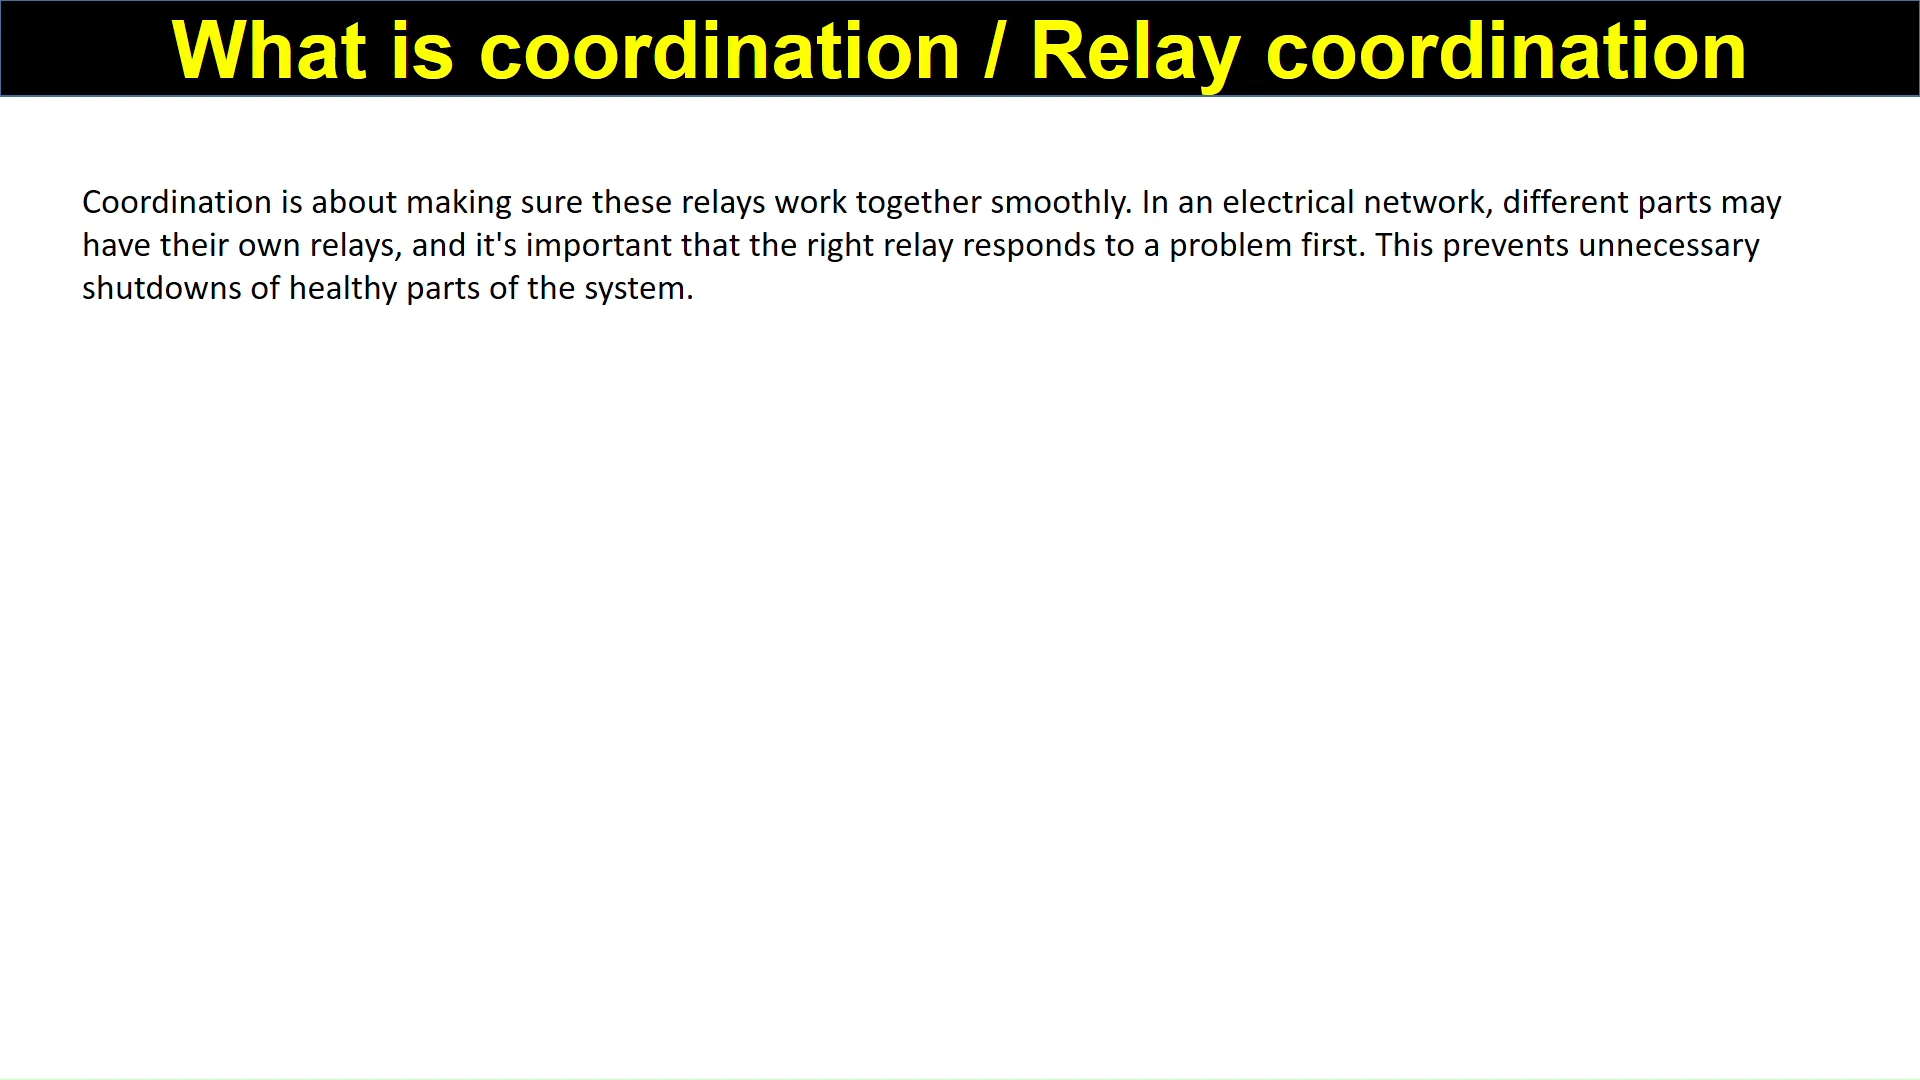 What is coordination / Relay coordination
Coordination is about making sure these relays work together smoothly. In an electrical network, different parts may
have their own relays, and it's important that the right relay responds to a problem first. This prevents unnecessary
shutdowns of healthy parts of the system.